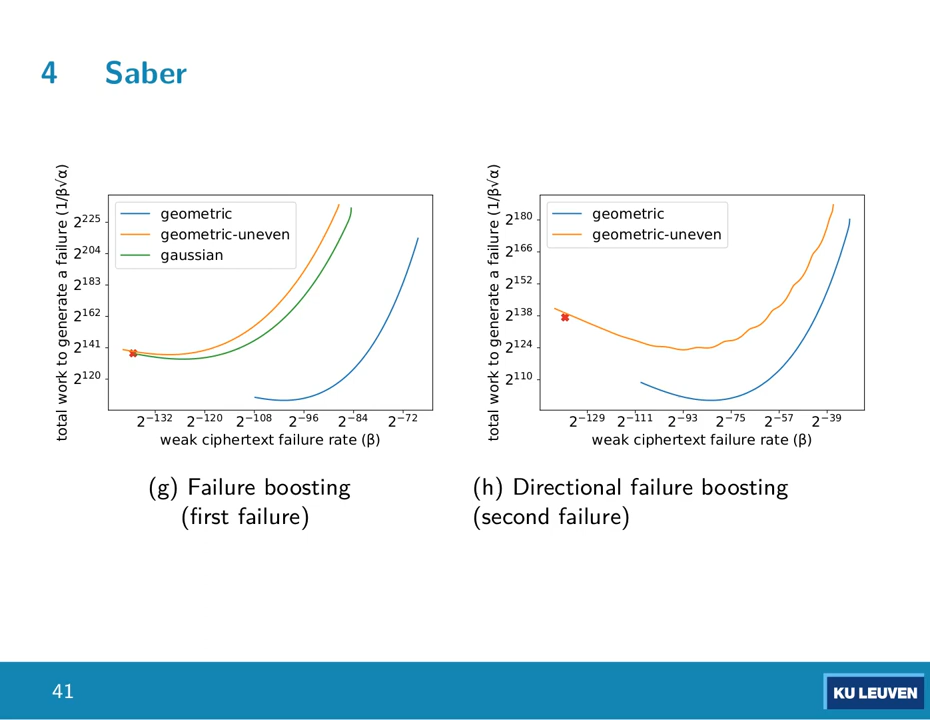 4 Saber
total work to generate a failure (1/β√α)
2^225
2^204
2^183
2^162
2^141
2^120
geometric
geometric-uneven
gaussian
2^−132 2^−120 2^−108 2^−96 2^−84 2^−72
weak ciphertext failure rate (β)
(g) Failure boosting
(first failure)
total work to generate a failure (1/β√α)
2^180
2^166
2^152
2^138
2^124
2^110
geometric
geometric-uneven
2^−129 2^−111 2^−93 2^−75 2^−57 2^−39
weak ciphertext failure rate (β)
(h) Directional failure boosting
(second failure)
41
KU LEUVEN